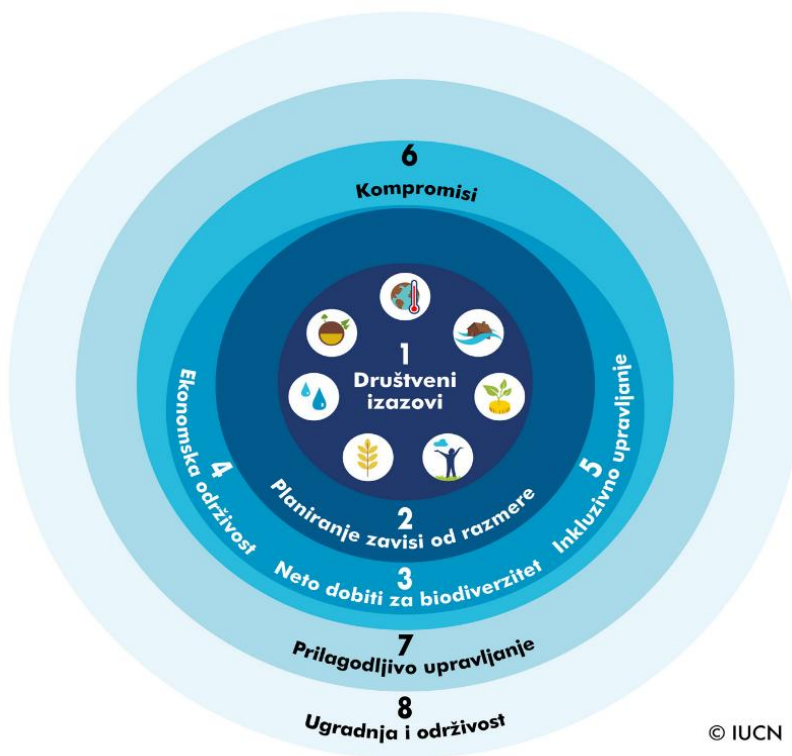 6
Kompromisi
1
Društveni
izazovi
4
Ekonomska održivost
5
Inkluzivno upravljanje
2
Planiranje zavisi od razmere
3
Neto dobiti za biodiverzitet
7
Prilagodljivo upravljanje
8
Ugradnja i održivost
© IUCN